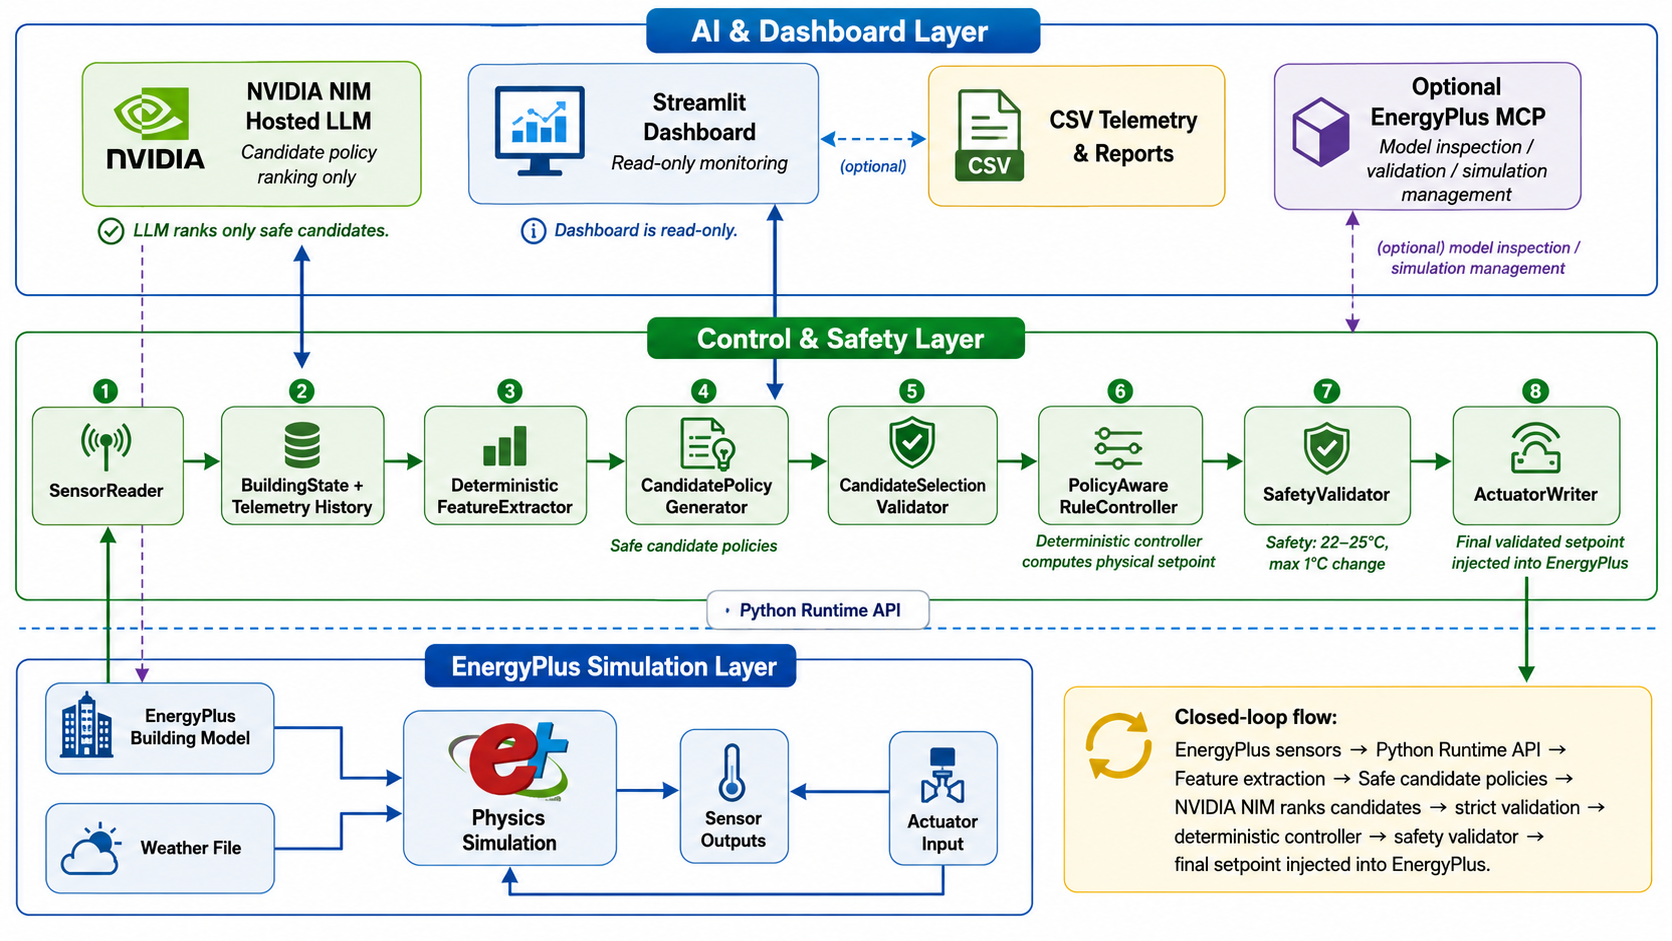 AI & Dashboard Layer
NVIDIA
NVIDIA NIM
Hosted LLM
Candidate policy
ranking only
LLM ranks only safe candidates.
Streamlit
Dashboard
Read-only monitoring
Dashboard is read-only.
(optional)
CSV
CSV Telemetry
& Reports
Optional
EnergyPlus MCP
Model inspection /
validation / simulation
management
(optional) model inspection /
simulation management
Control & Safety Layer
1
SensorReader
2
BuildingState +
Telemetry History
3
Deterministic
FeatureExtractor
4
CandidatePolicy
Generator
Safe candidate policies
5
CandidateSelection
Validator
6
PolicyAware
RuleController
Deterministic controller
computes physical setpoint
7
SafetyValidator
Safety: 22–25°C,
max 1°C change
8
ActuatorWriter
Final validated setpoint
injected into EnergyPlus
Python Runtime API
EnergyPlus Simulation Layer
EnergyPlus
Building Model
Weather File
e+
Physics
Simulation
Sensor
Outputs
Actuator
Input
Closed-loop flow:
EnergyPlus sensors → Python Runtime API →
Feature extraction → Safe candidate policies →
NVIDIA NIM ranks candidates → strict validation →
deterministic controller → safety validator →
final setpoint injected into EnergyPlus.